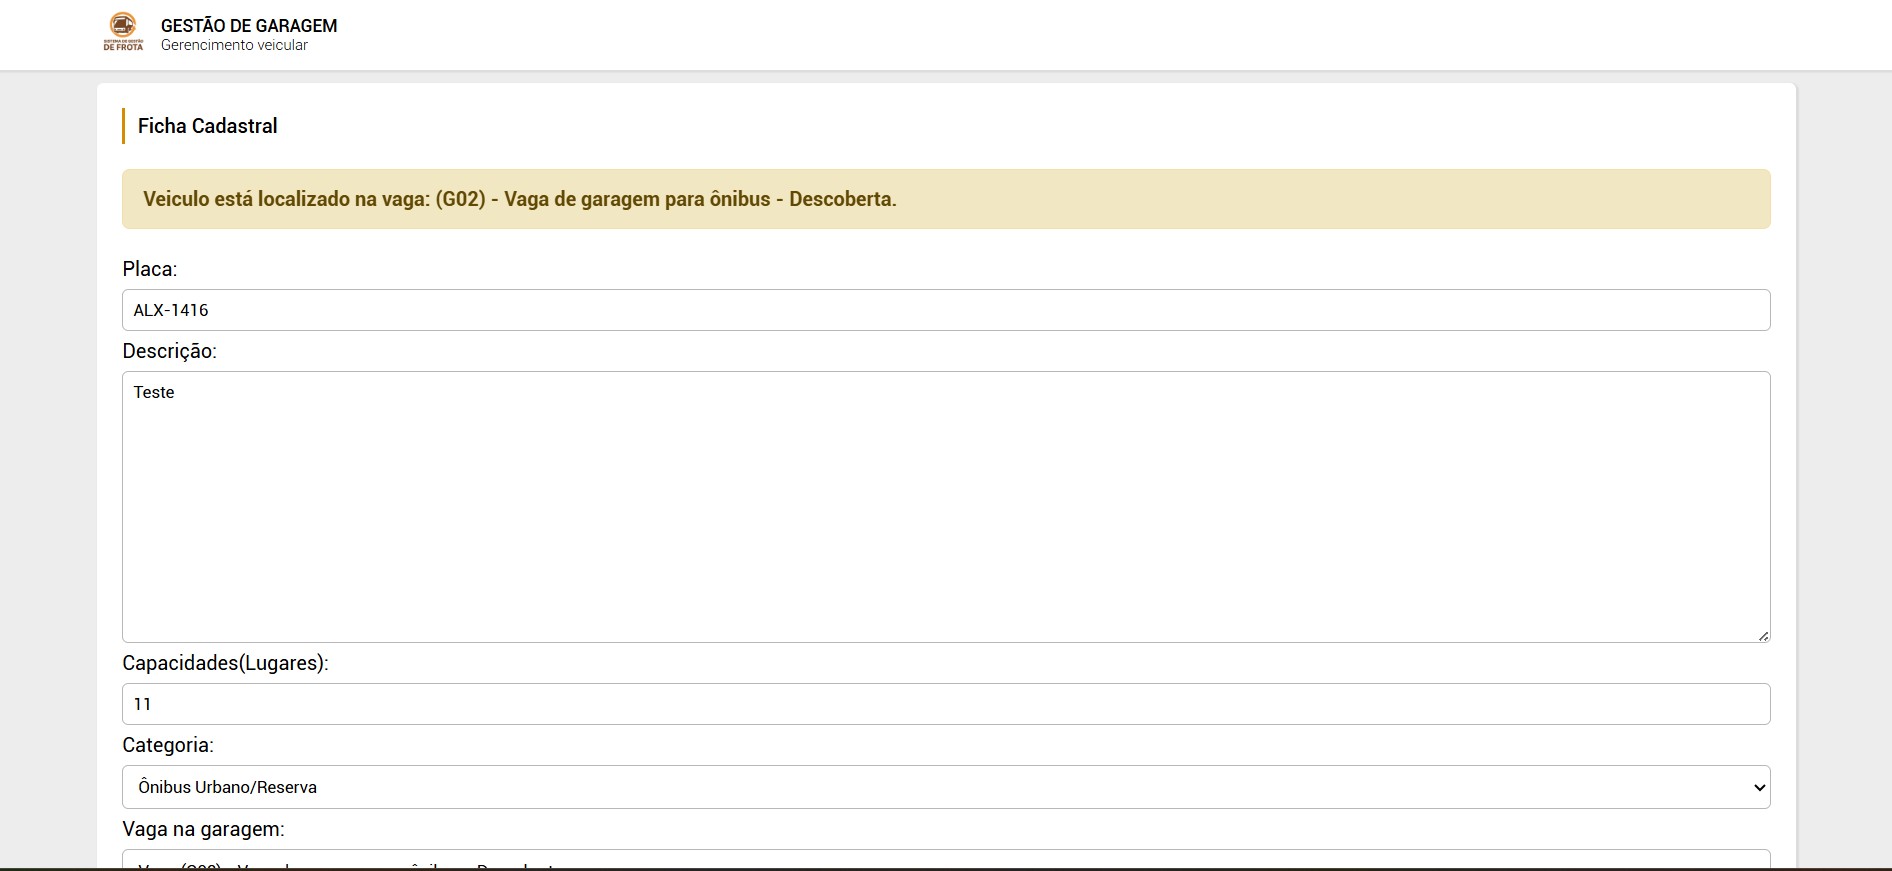 SISTEMA DE GESTÃO
DE FROTA
GESTÃO DE GARAGEM
Gerencimento veicular
Ficha Cadastral
Veiculo está localizado na vaga: (G02) - Vaga de garagem para ônibus - Descoberta.
Placa:
ALX-1416
Descrição:
Teste
Capacidades(Lugares):
11
Categoria:
Ônibus Urbano/Reserva
Vaga na garagem: